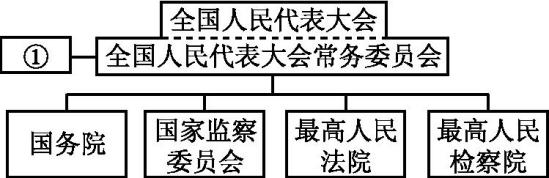 全国人民代表大会
①
全国人民代表大会常务委员会
国务院
国家监察
委员会
最高人民
法院
最高人民
检察院